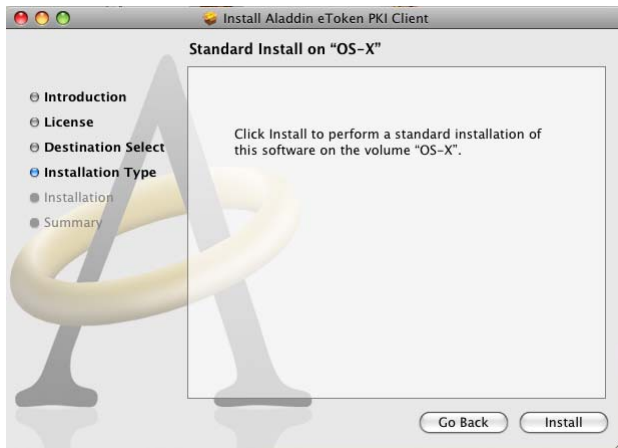 Install Aladdin eToken PKI Client
Standard Install on “OS-X”
Introduction
License
Destination Select
Installation Type
Installation
Summary
Click Install to perform a standard installation of
this software on the volume “OS-X”.
Go Back
Install